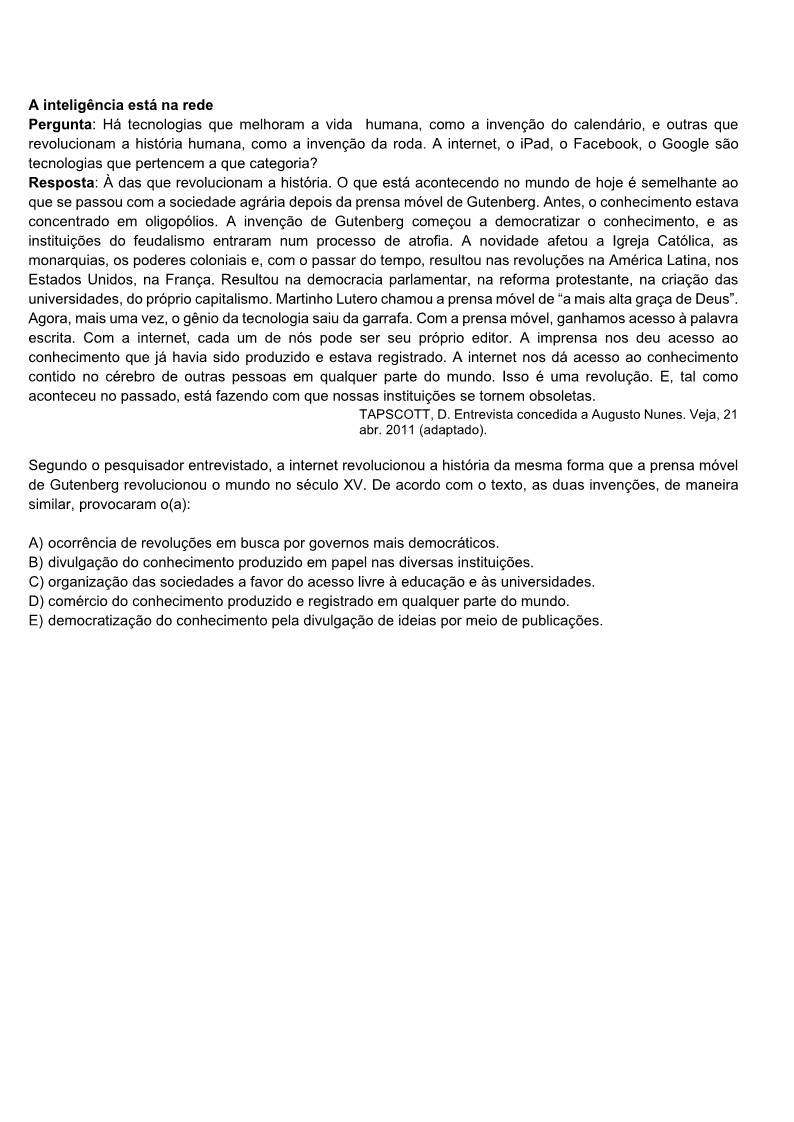 A inteligência está na rede
Pergunta: Há tecnologias que melhoram a vida  humana, como a invenção do calendário, e outras que
revolucionam a história humana, como a invenção da roda. A internet, o iPad, o Facebook, o Google são
tecnologias que pertencem a que categoria?
Resposta: À das que revolucionam a história. O que está acontecendo no mundo de hoje é semelhante ao
que se passou com a sociedade agrária depois da prensa móvel de Gutenberg. Antes, o conhecimento estava
concentrado em oligopólios. A invenção de Gutenberg começou a democratizar o conhecimento, e as
instituições do feudalismo entraram num processo de atrofia. A novidade afetou a Igreja Católica, as
monarquias, os poderes coloniais e, com o passar do tempo, resultou nas revoluções na América Latina, nos
Estados Unidos, na França. Resultou na democracia parlamentar, na reforma protestante, na criação das
universidades, do próprio capitalismo. Martinho Lutero chamou a prensa móvel de “a mais alta graça de Deus”.
Agora, mais uma vez, o gênio da tecnologia saiu da garrafa. Com a prensa móvel, ganhamos acesso à palavra
escrita. Com a internet, cada um de nós pode ser seu próprio editor. A imprensa nos deu acesso ao
conhecimento que já havia sido produzido e estava registrado. A internet nos dá acesso ao conhecimento
contido no cérebro de outras pessoas em qualquer parte do mundo. Isso é uma revolução. E, tal como
aconteceu no passado, está fazendo com que nossas instituições se tornem obsoletas.
TAPSCOTT, D. Entrevista concedida a Augusto Nunes. Veja, 21
abr. 2011 (adaptado).
Segundo o pesquisador entrevistado, a internet revolucionou a história da mesma forma que a prensa móvel
de Gutenberg revolucionou o mundo no século XV. De acordo com o texto, as duas invenções, de maneira
similar, provocaram o(a):
A) ocorrência de revoluções em busca por governos mais democráticos.
B) divulgação do conhecimento produzido em papel nas diversas instituições.
C) organização das sociedades a favor do acesso livre à educação e às universidades.
D) comércio do conhecimento produzido e registrado em qualquer parte do mundo.
E) democratização do conhecimento pela divulgação de ideias por meio de publicações.